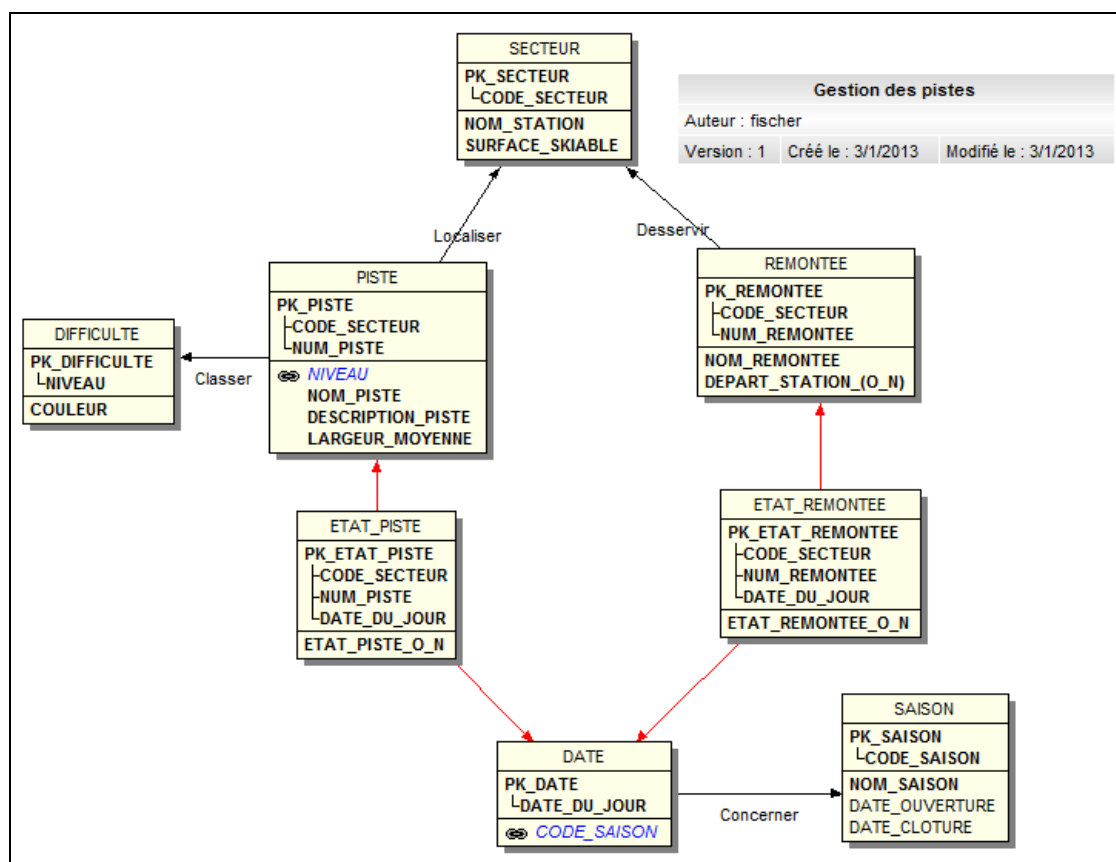 SECTEUR
PK_SECTEUR
CODE_SECTEUR
NOM_STATION
SURFACE_SKIABLE
Gestion des pistes
Auteur : fischer
Version : 1 Créé le : 3/1/2013 Modifié le : 3/1/2013
Localiser
Desservir
PISTE
PK_PISTE
CODE_SECTEUR
NUM_PISTE
NIVEAU
NOM_PISTE
DESCRIPTION_PISTE
LARGEUR_MOYENNE
REMONTEE
PK_REMONTEE
CODE_SECTEUR
NUM_REMONTEE
NOM_REMONTEE
DEPART_STATION_(O_N)
DIFFICULTE
PK_DIFFICULTE
NIVEAU
COULEUR
Classer
ETAT_PISTE
PK_ETAT_PISTE
CODE_SECTEUR
NUM_PISTE
DATE_DU_JOUR
ETAT_PISTE_O_N
ETAT_REMONTEE
PK_ETAT_REMONTEE
CODE_SECTEUR
NUM_REMONTEE
DATE_DU_JOUR
ETAT_REMONTEE_O_N
DATE
PK_DATE
DATE_DU_JOUR
CODE_SAISON
Concerner
SAISON
PK_SAISON
CODE_SAISON
NOM_SAISON
DATE_OUVERTURE
DATE_CLOTURE